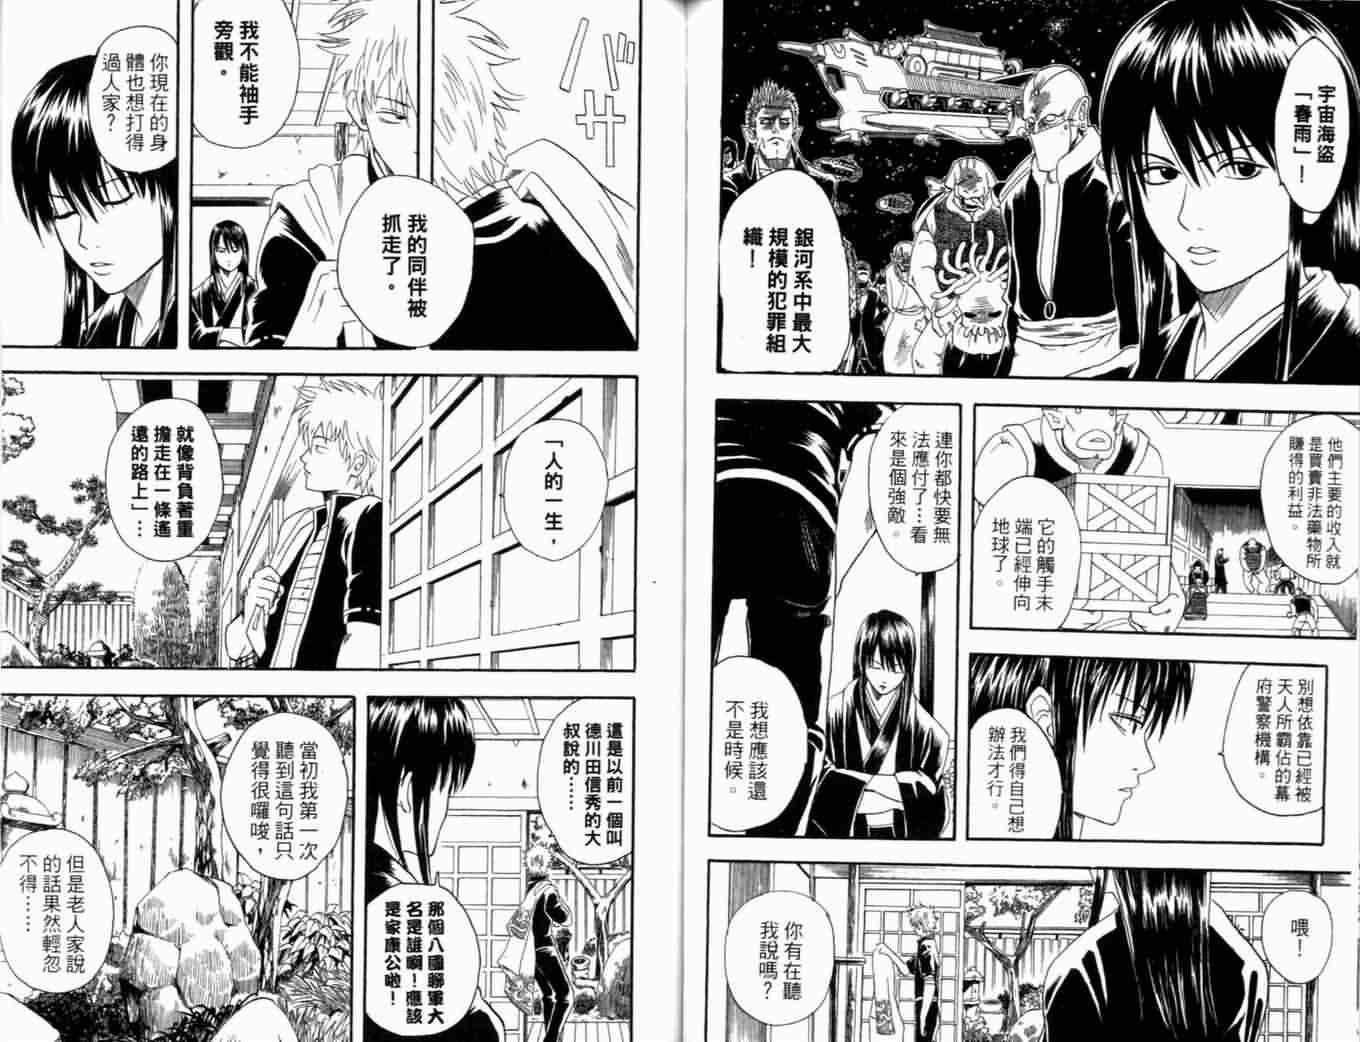 宇宙海盜
「春雨」！
銀河系中最大
規模的犯罪組
織！
他們主要的收入就
是買賣非法藥物所
賺得的利益。
它的觸手末
端已經伸向
地球了。
連你都快要無
法應付了…看
來是個強敵。
別想依靠已經被
天人所霸佔的幕
府警察機構。
我們得自己想
辦法才行。
我想應該還
不是時候。
喂！
你有在聽
我說嗎？
バサッ
我的同伴被
抓走了。
我不能袖手
旁觀。
你現在的身
體也想打得
過人家？
「人的一生，
就像背負著重
擔走在一條遙
遠的路上」…
這是以前一個叫
德川田信秀的大
叔說的……
那個八國聯軍大
名是誰啊！應該
是家康公啦！
當初我第一次
聽到這句話只
覺得很囉唆，
但是老人家說
的話果然輕忽
不得……